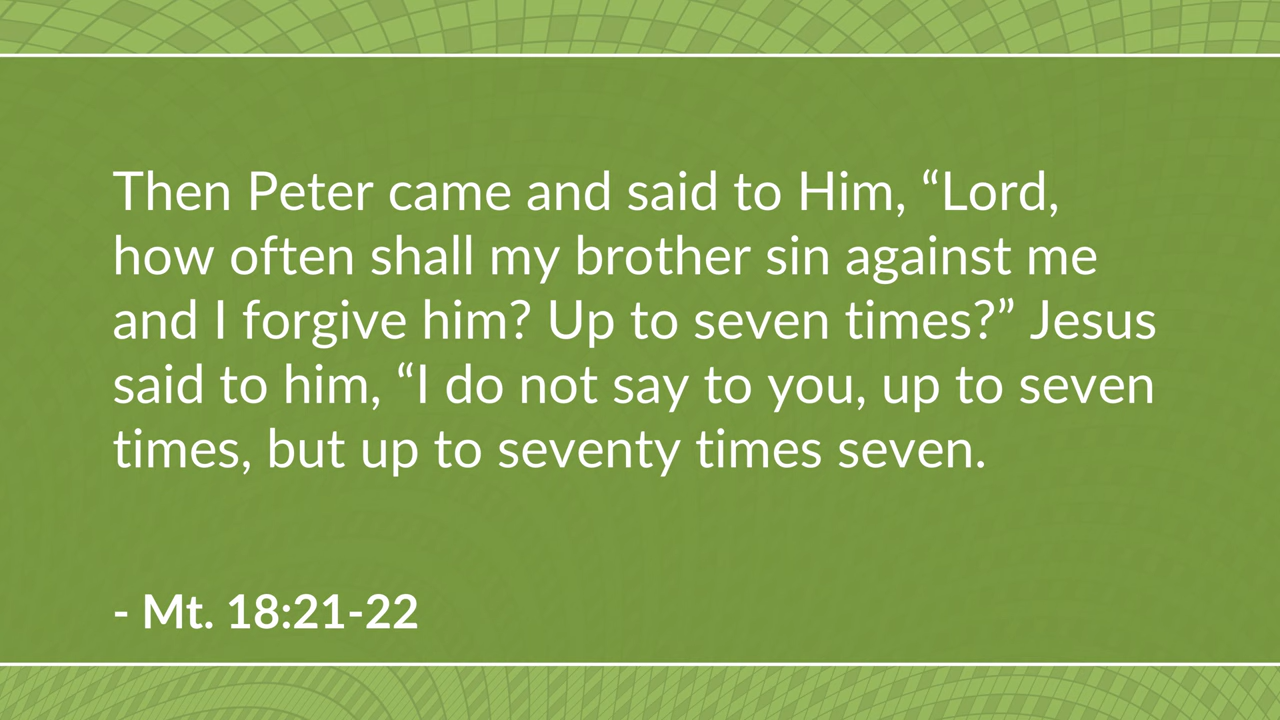 Then Peter came and said to Him, “Lord,
how often shall my brother sin against me
and I forgive him? Up to seven times?” Jesus
said to him, “I do not say to you, up to seven
times, but up to seventy times seven.
- Mt. 18:21-22